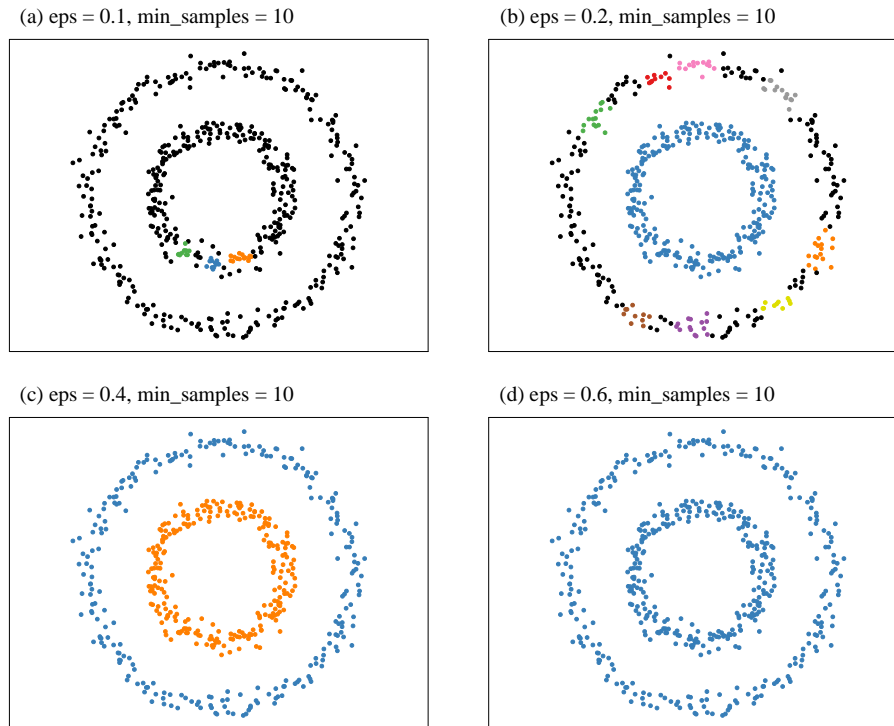 (a) eps = 0.1, min_samples = 10
(b) eps = 0.2, min_samples = 10
(c) eps = 0.4, min_samples = 10
(d) eps = 0.6, min_samples = 10